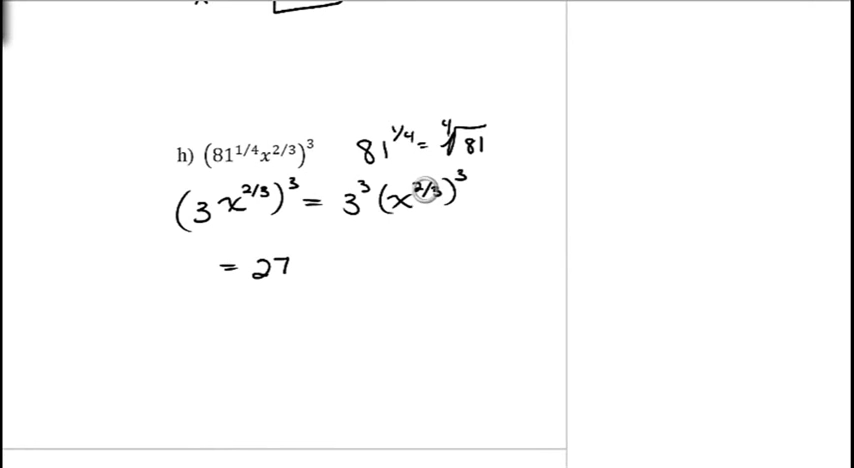 h) (81^{1/4}x^{2/3})^3   81^{1/4} = ∜81
(3x^{2/3})^3 = 3^3(x^{2/3})^3
= 27